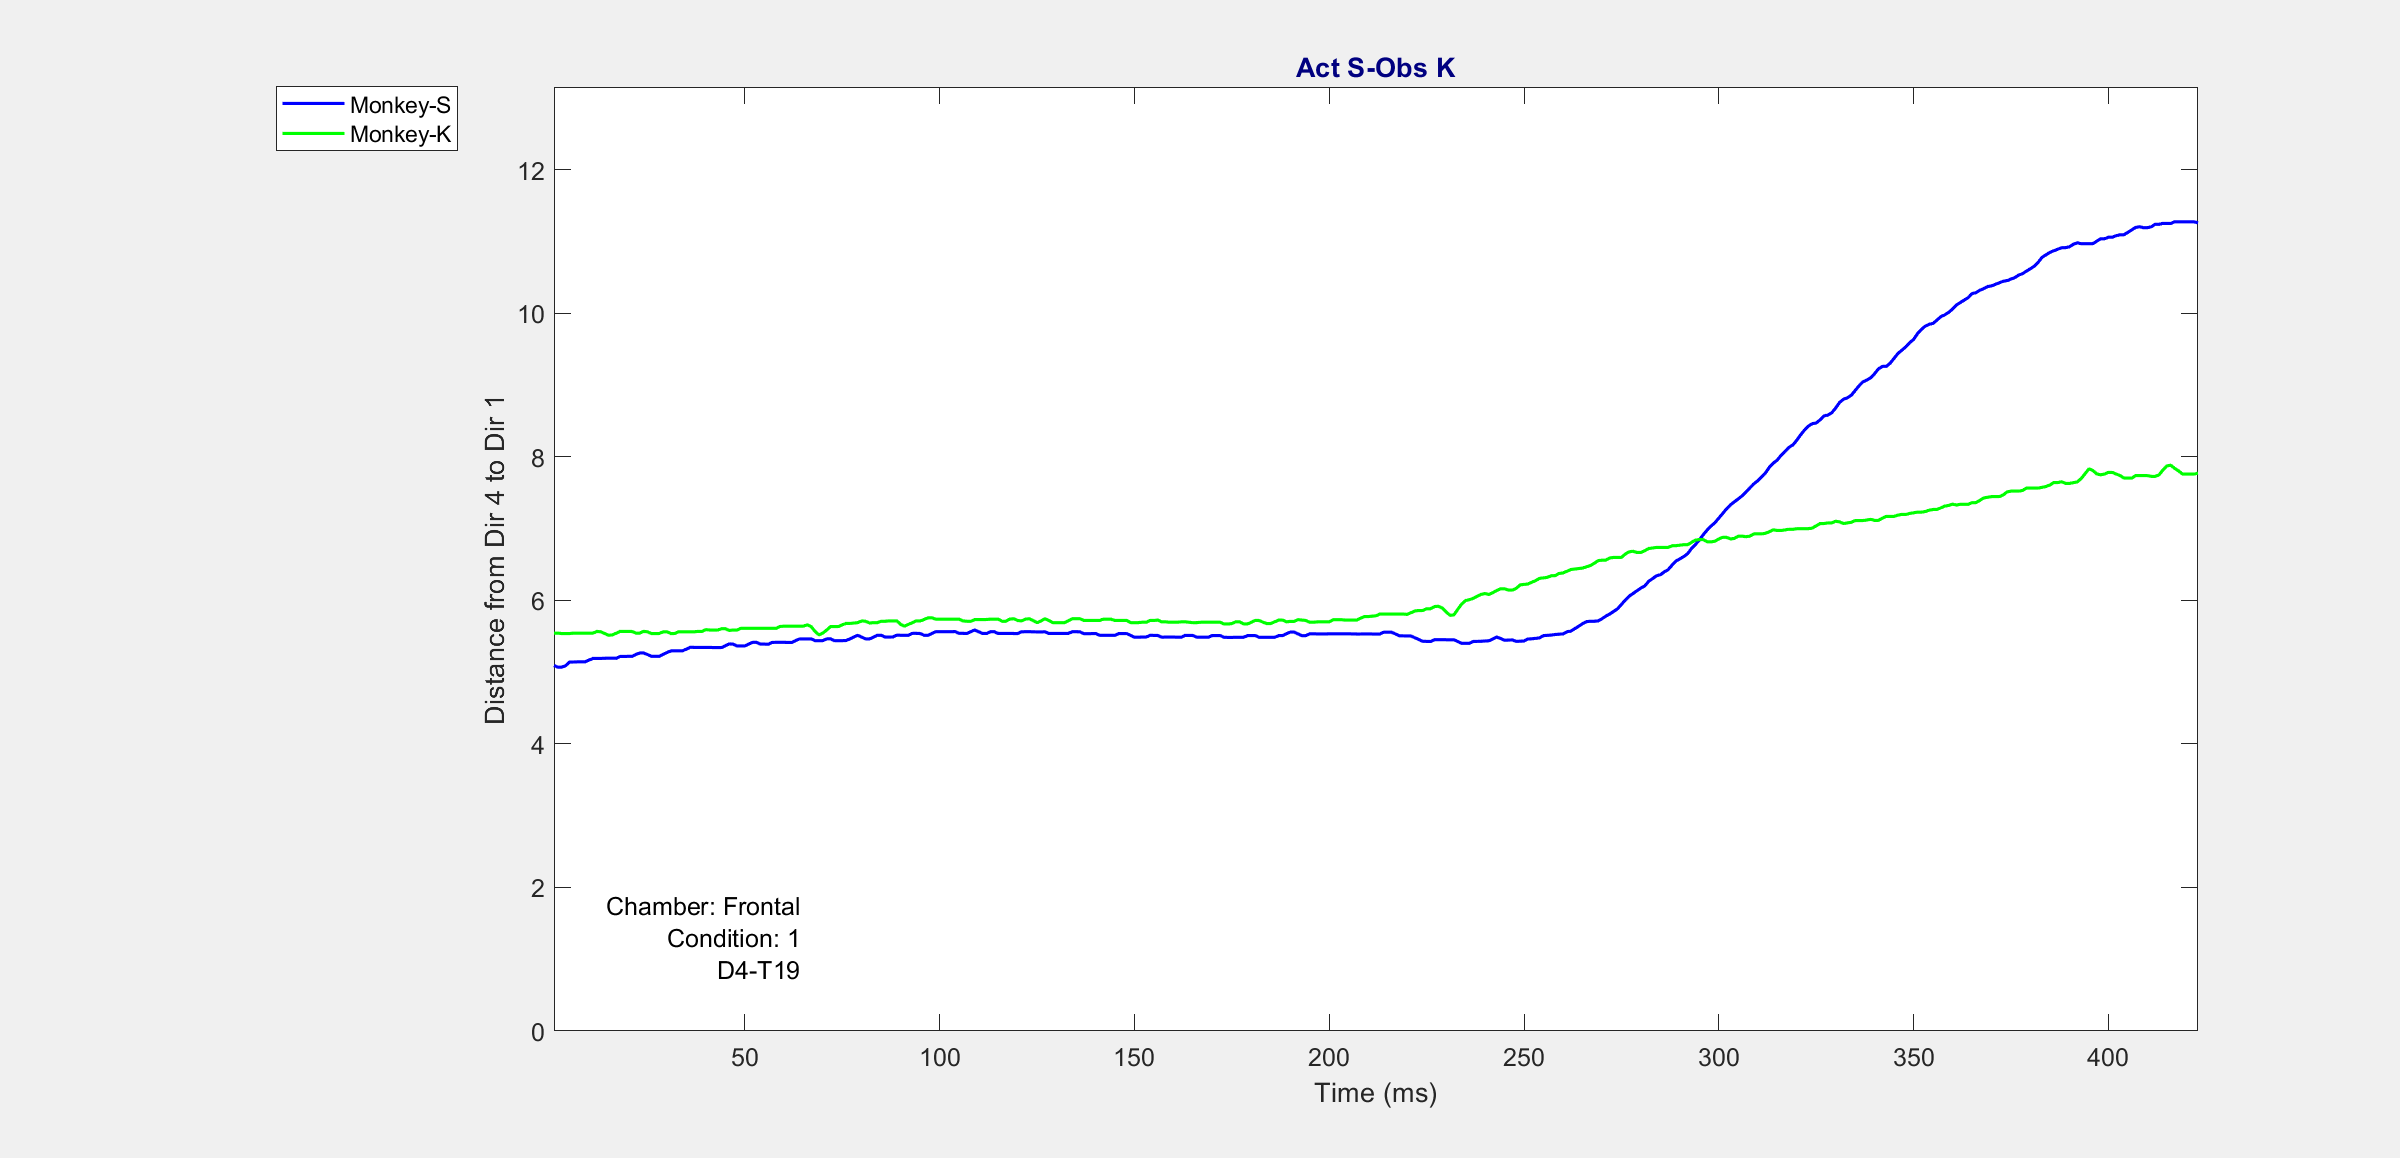 Act S-Obs K
Monkey-S
Monkey-K
12
10
8
6
4
2
0
Distance from Dir 4 to Dir 1
Chamber: Frontal
Condition: 1
D4-T19
50 100 150 200 250 300 350 400
Time (ms)